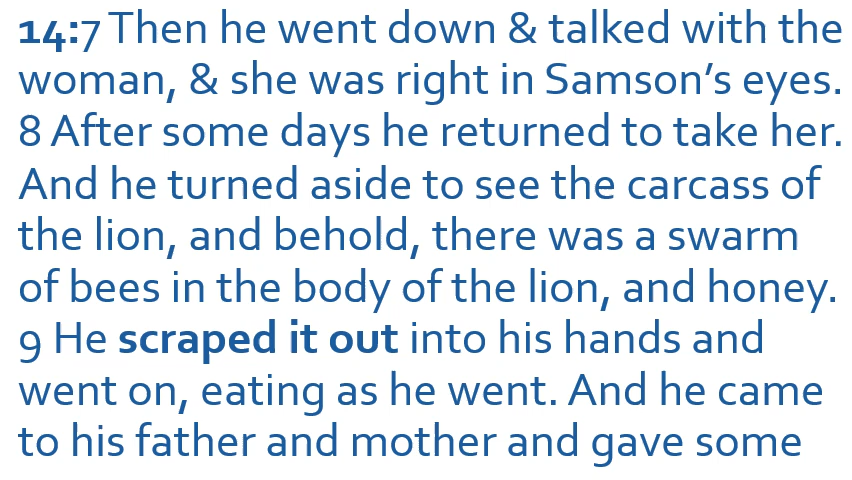 14:7 Then he went down & talked with the
woman, & she was right in Samson’s eyes.
8 After some days he returned to take her.
And he turned aside to see the carcass of
the lion, and behold, there was a swarm
of bees in the body of the lion, and honey.
9 He scraped it out into his hands and
went on, eating as he went. And he came
to his father and mother and gave some